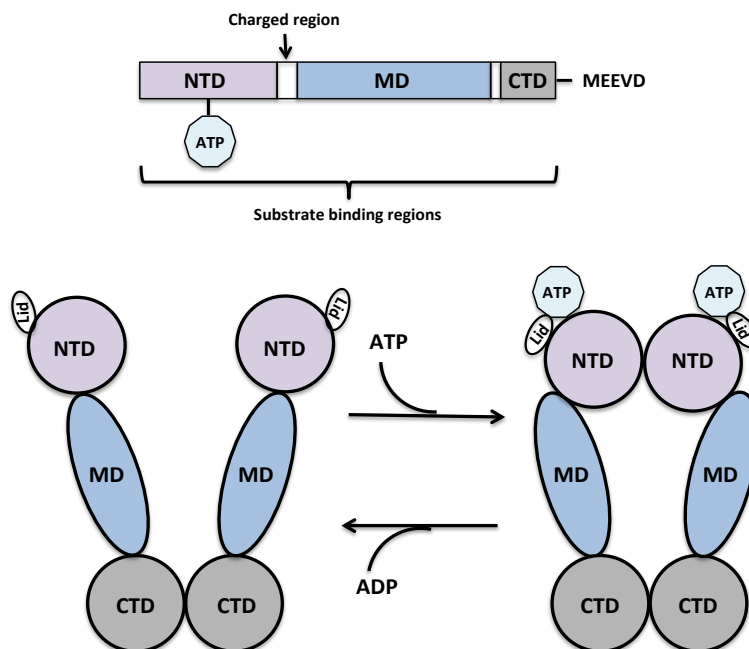 Charged region
NTD
MD
CTD
MEEVD
ATP
Substrate binding regions
Lid
NTD
MD
CTD
Lid
NTD
MD
CTD
ATP
ADP
ATP
Lid
NTD
MD
CTD
ATP
Lid
NTD
MD
CTD